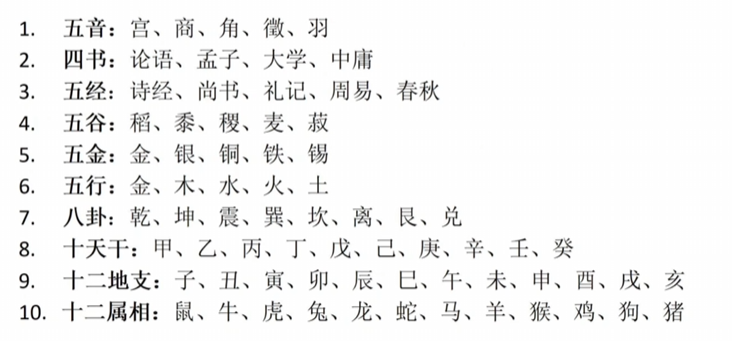 1. 五音：宫、商、角、徵、羽
2. 四书：论语、孟子、大学、中庸
3. 五经：诗经、尚书、礼记、周易、春秋
4. 五谷：稻、黍、稷、麦、菽
5. 五金：金、银、铜、铁、锡
6. 五行：金、木、水、火、土
7. 八卦：乾、坤、震、巽、坎、离、艮、兑
8. 十天干：甲、乙、丙、丁、戊、己、庚、辛、壬、癸
9. 十二地支：子、丑、寅、卯、辰、巳、午、未、申、酉、戌、亥
10. 十二属相：鼠、牛、虎、兔、龙、蛇、马、羊、猴、鸡、狗、猪